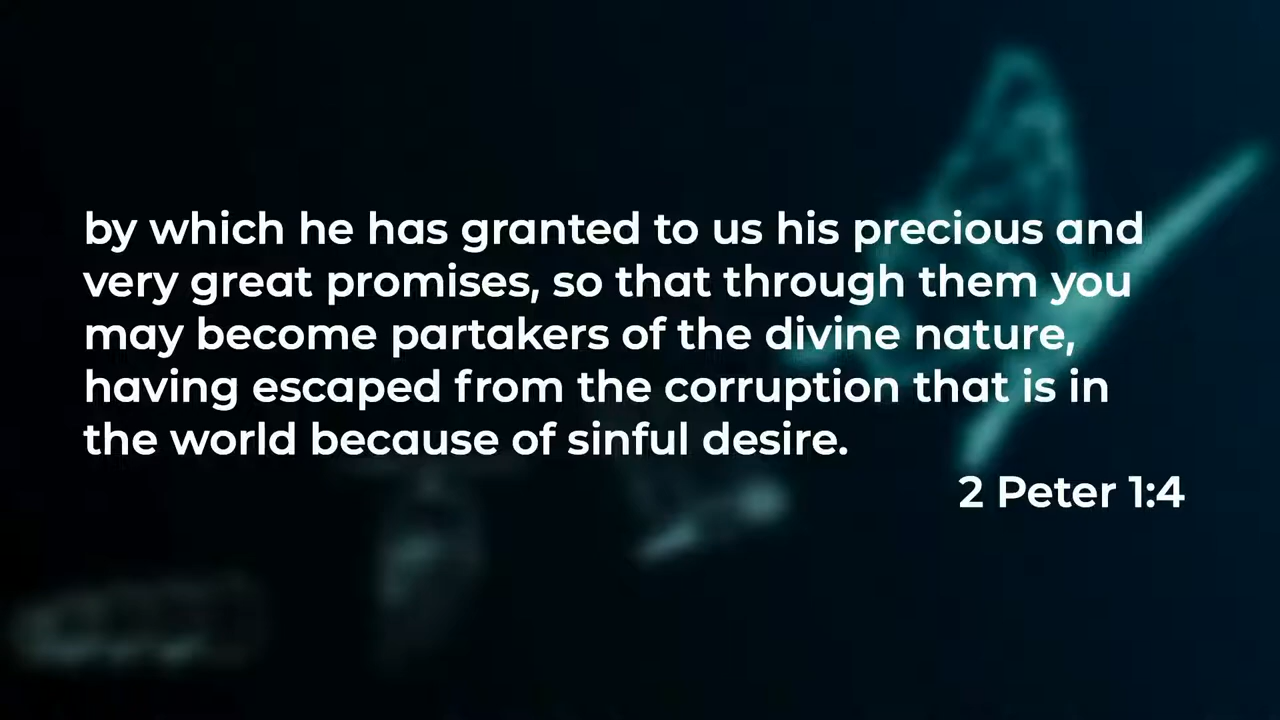 by which he has granted to us his precious and
very great promises, so that through them you
may become partakers of the divine nature,
having escaped from the corruption that is in
the world because of sinful desire.
2 Peter 1:4